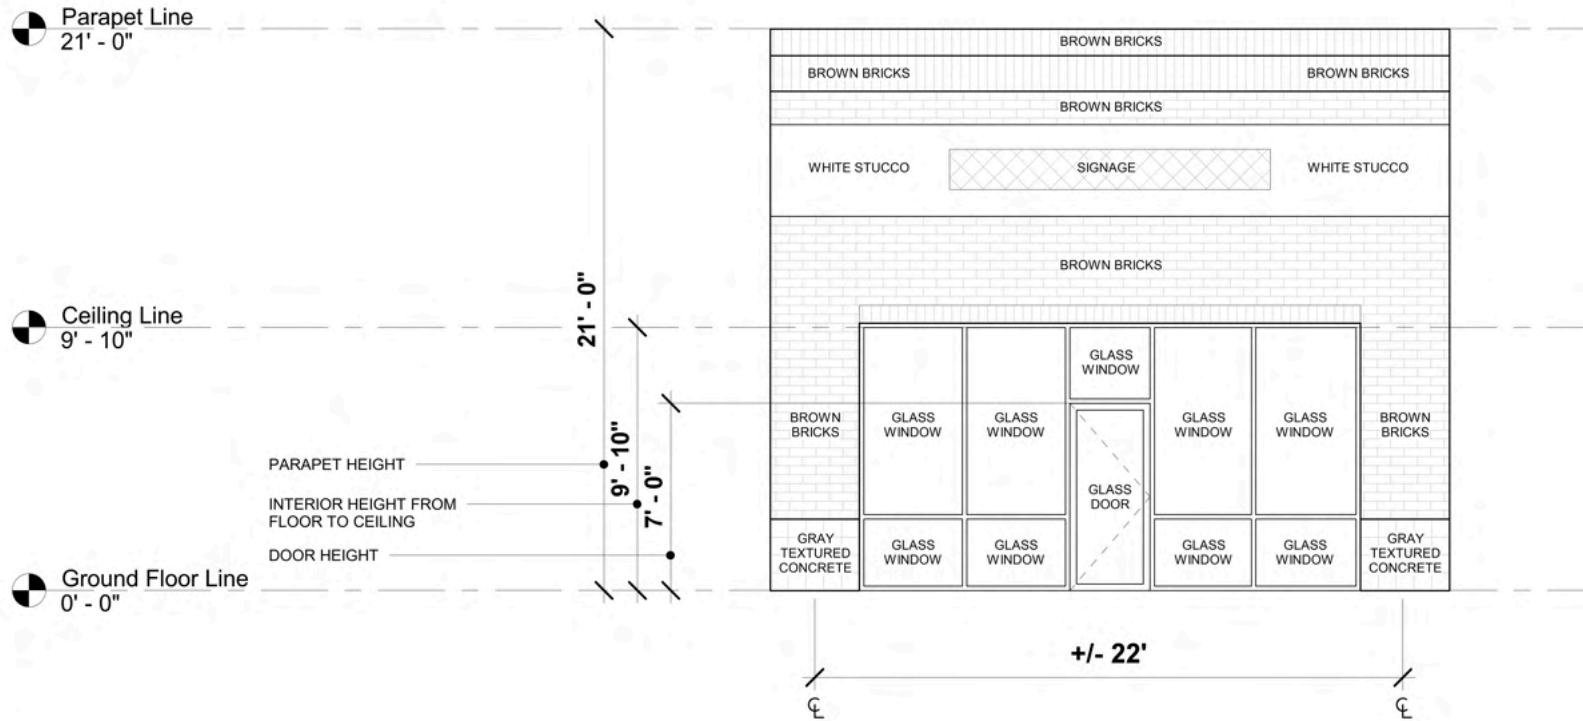 Parapet Line
21' - 0"
BROWN BRICKS
BROWN BRICKS
BROWN BRICKS
BROWN BRICKS
WHITE STUCCO
SIGNAGE
WHITE STUCCO
BROWN BRICKS
21' - 0"
Ceiling Line
9' - 10"
GLASS
WINDOW
BROWN
BRICKS
GLASS
WINDOW
GLASS
WINDOW
GLASS
WINDOW
GLASS
WINDOW
BROWN
BRICKS
PARAPET HEIGHT
9' - 10"
7' - 0"
INTERIOR HEIGHT FROM
FLOOR TO CEILING
GLASS
DOOR
DOOR HEIGHT
GRAY
TEXTURED
CONCRETE
GLASS
WINDOW
GLASS
WINDOW
GLASS
WINDOW
GLASS
WINDOW
GRAY
TEXTURED
CONCRETE
Ground Floor Line
0' - 0"
+/- 22'
℄
℄